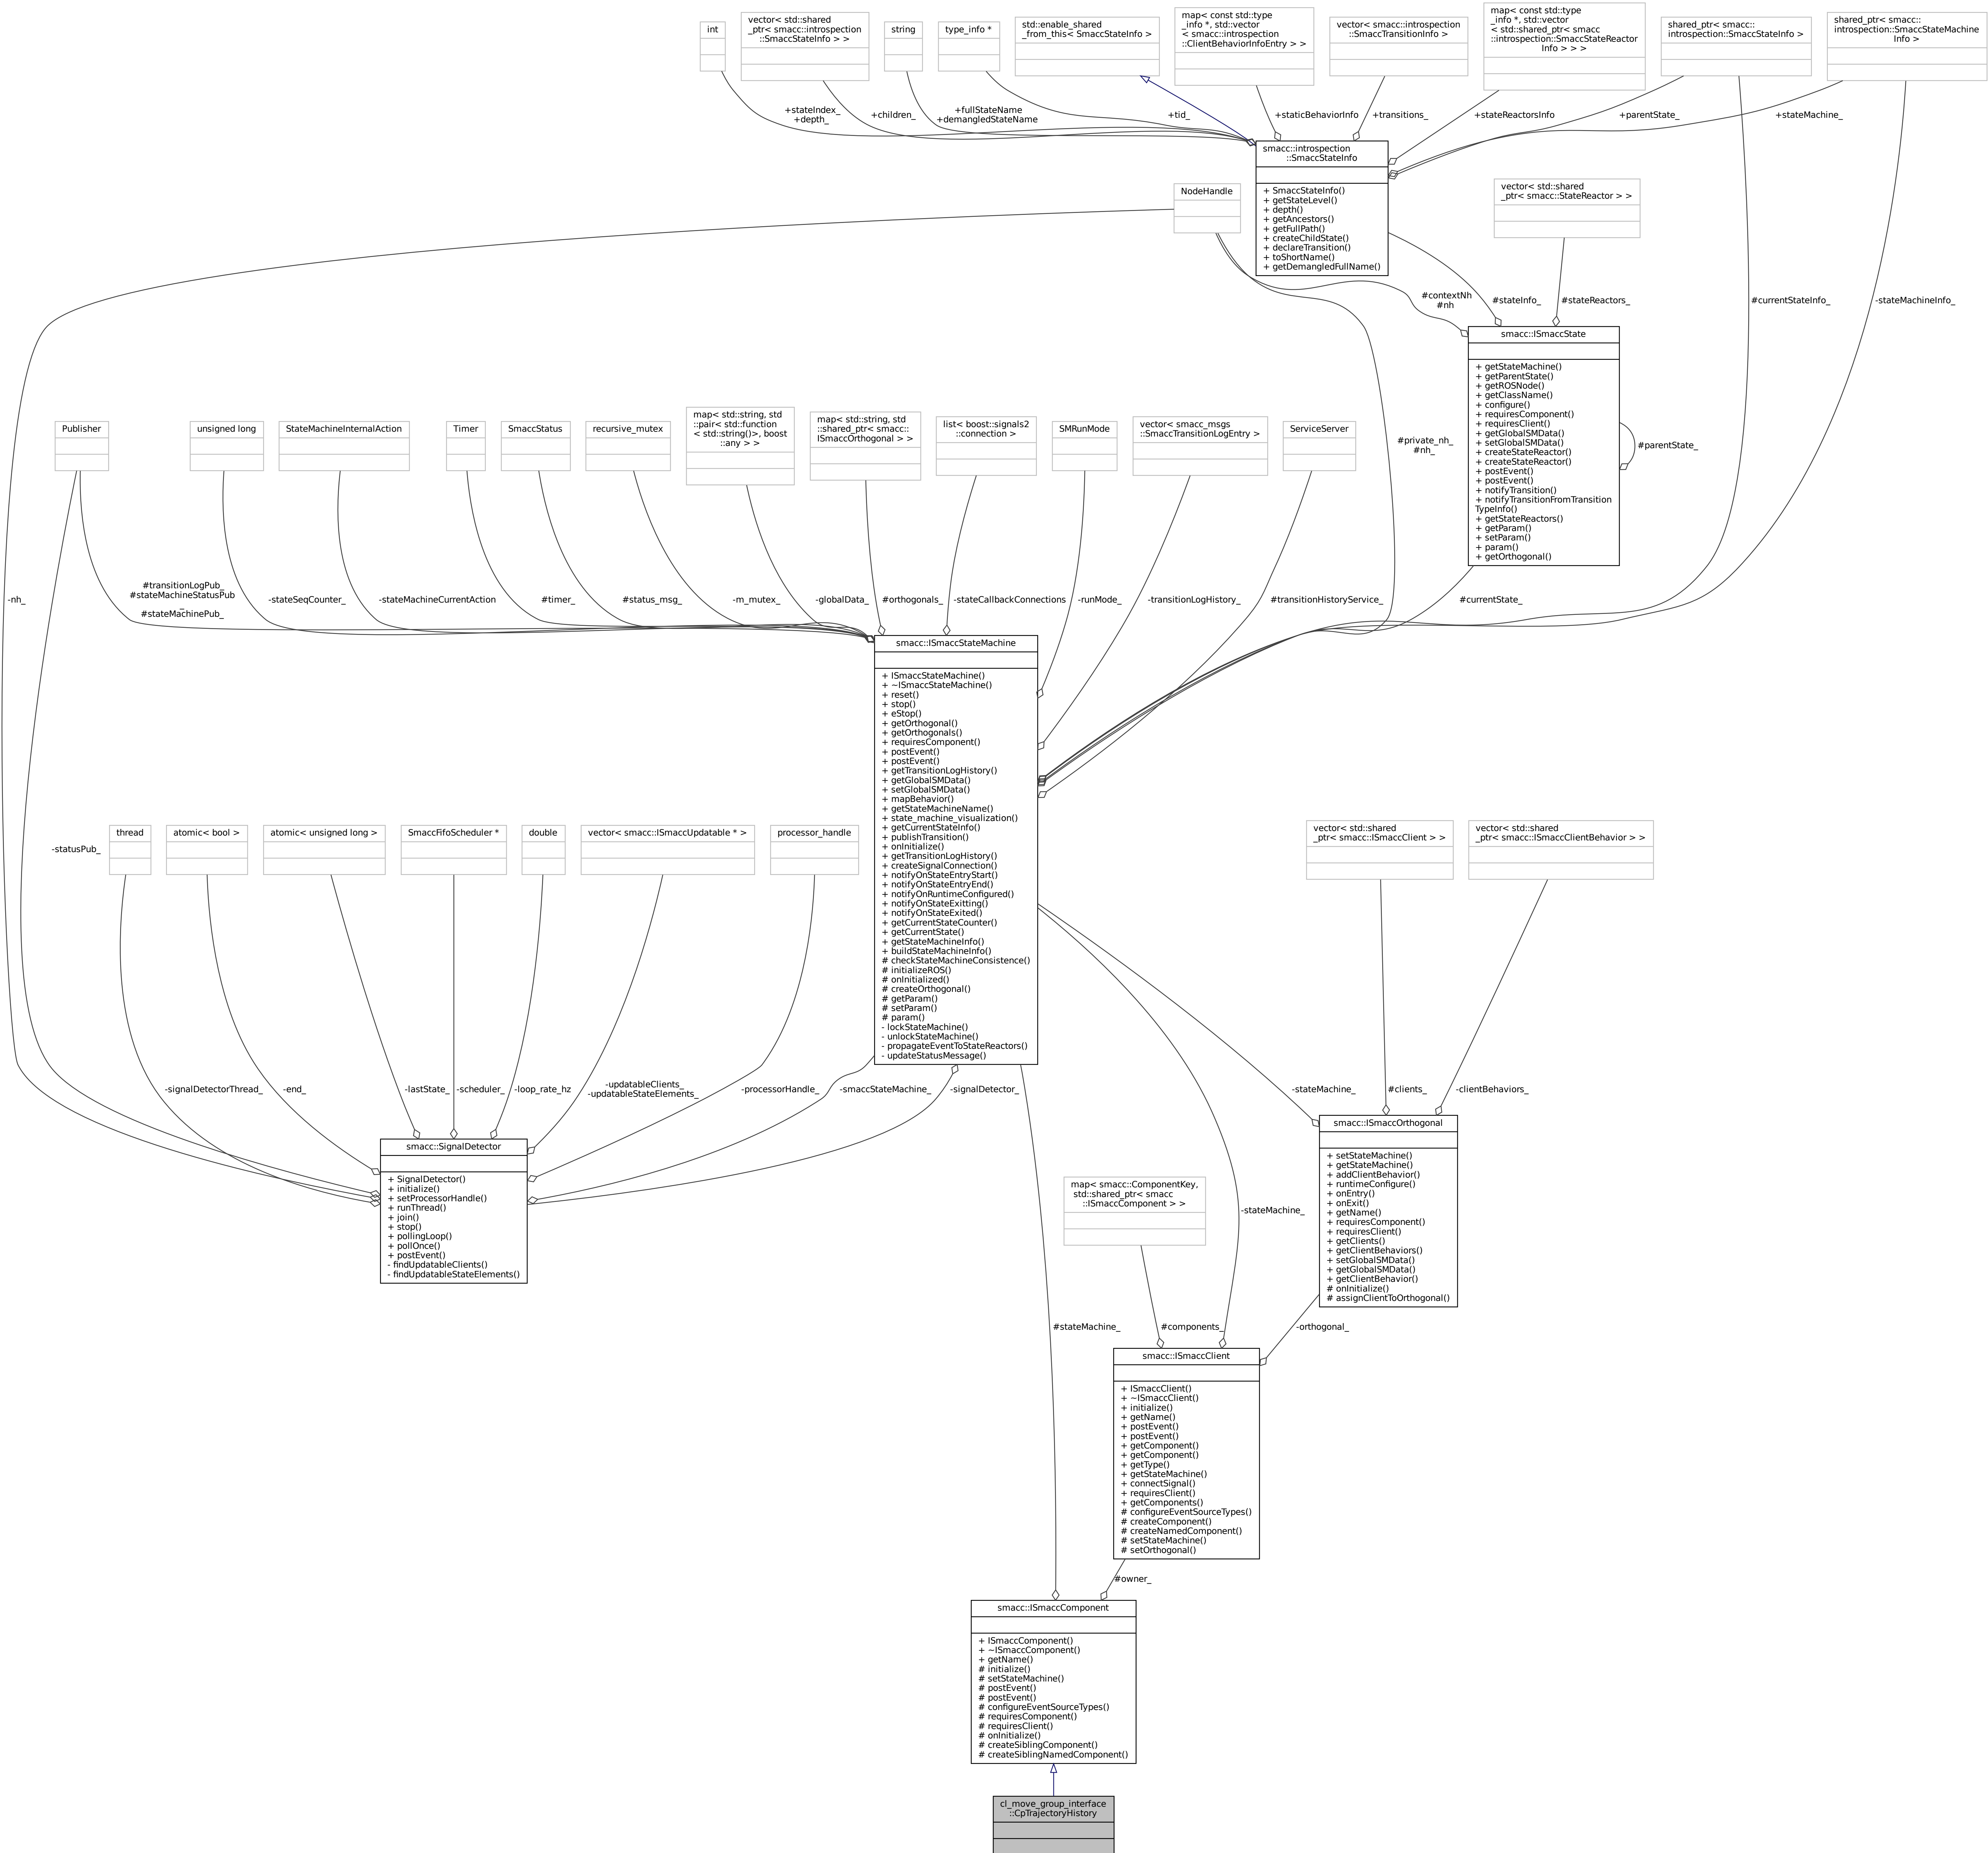 int
vector< std::shared
_ptr< smacc::introspection
::SmaccStateInfo > >
string
type_info *
std::enable_shared
_from_this< SmaccStateInfo >
map< const std::type
_info *, std::vector
< smacc::introspection
::ClientBehaviorInfoEntry > >
vector< smacc::introspection
::SmaccTransitionInfo >
map< const std::type
_info *, std::vector
< std::shared_ptr< smacc
::introspection::SmaccStateReactor
Info > > >
shared_ptr< smacc::
introspection::SmaccStateInfo >
shared_ptr< smacc::
introspection::SmaccStateMachine
Info >
+stateIndex_
+depth_
+children_
+fullStateName
+demangledStateName
+tid_
+staticBehaviorInfo
+transitions_
+stateReactorsInfo
+parentState_
+stateMachine_
smacc::introspection
::SmaccStateInfo
+ SmaccStateInfo()
+ getStateLevel()
+ depth()
+ getAncestors()
+ getFullPath()
+ createChildState()
+ declareTransition()
+ toShortName()
+ getDemangledFullName()
NodeHandle
vector< std::shared
_ptr< smacc::StateReactor > >
#contextNh
#nh
#stateInfo_
#stateReactors_
#currentStateInfo_
-stateMachineInfo_
smacc::ISmaccState
+ getStateMachine()
+ getParentState()
+ getROSNode()
+ getClassName()
+ configure()
+ requiresComponent()
+ requiresClient()
+ getGlobalSMData()
+ setGlobalSMData()
+ createStateReactor()
+ createStateReactor()
+ postEvent()
+ postEvent()
+ notifyTransition()
+ notifyTransitionFromTransition
TypeInfo()
+ getStateReactors()
+ getParam()
+ setParam()
+ param()
+ getOrthogonal()
#parentState_
Publisher
unsigned long
StateMachineInternalAction
Timer
SmaccStatus
recursive_mutex
map< std::string, std
::pair< std::function
< std::string()>, boost
::any > >
map< std::string, std
::shared_ptr< smacc::
ISmaccOrthogonal > >
list< boost::signals2
::connection >
SMRunMode
vector< smacc_msgs
::SmaccTransitionLogEntry >
ServiceServer
#private_nh_
#nh_
-nh_
#transitionLogPub_
#stateMachineStatusPub
_
#stateMachinePub_
-stateSeqCounter_
-stateMachineCurrentAction
#timer_
#status_msg_
-m_mutex_
-globalData_
#orthogonals_
-stateCallbackConnections
-runMode_
-transitionLogHistory_
#transitionHistoryService_
#currentState_
smacc::ISmaccStateMachine
+ ISmaccStateMachine()
+ ~ISmaccStateMachine()
+ reset()
+ stop()
+ eStop()
+ getOrthogonal()
+ getOrthogonals()
+ requiresComponent()
+ postEvent()
+ postEvent()
+ getTransitionLogHistory()
+ getGlobalSMData()
+ setGlobalSMData()
+ mapBehavior()
+ getStateMachineName()
+ state_machine_visualization()
+ getCurrentStateInfo()
+ publishTransition()
+ onInitialize()
+ getTransitionLogHistory()
+ createSignalConnection()
+ notifyOnStateEntryStart()
+ notifyOnStateEntryEnd()
+ notifyOnRuntimeConfigured()
+ notifyOnStateExitting()
+ notifyOnStateExited()
+ getCurrentStateCounter()
+ getCurrentState()
+ getStateMachineInfo()
+ buildStateMachineInfo()
# checkStateMachineConsistence()
# initializeROS()
# onInitialized()
# createOrthogonal()
# getParam()
# setParam()
# param()
- lockStateMachine()
- unlockStateMachine()
- propagateEventToStateReactors()
- updateStatusMessage()
-statusPub_
thread
atomic< bool >
atomic< unsigned long >
SmaccFifoScheduler *
double
vector< smacc::ISmaccUpdatable * >
processor_handle
vector< std::shared
_ptr< smacc::ISmaccClient > >
vector< std::shared
_ptr< smacc::ISmaccClientBehavior > >
-signalDetectorThread_
-end_
-lastState_
-scheduler_
-loop_rate_hz
-updatableClients_
-updatableStateElements_
-processorHandle_
-smaccStateMachine_
-signalDetector_
-stateMachine_
#clients_
-clientBehaviors_
smacc::SignalDetector
+ SignalDetector()
+ initialize()
+ setProcessorHandle()
+ runThread()
+ join()
+ stop()
+ pollingLoop()
+ pollOnce()
+ postEvent()
- findUpdatableClients()
- findUpdatableStateElements()
smacc::ISmaccOrthogonal
+ setStateMachine()
+ getStateMachine()
+ addClientBehavior()
+ runtimeConfigure()
+ onEntry()
+ onExit()
+ getName()
+ requiresComponent()
+ requiresClient()
+ getClients()
+ getClientBehaviors()
+ setGlobalSMData()
+ getGlobalSMData()
+ getClientBehavior()
# onInitialize()
# assignClientToOrthogonal()
map< smacc::ComponentKey,
std::shared_ptr< smacc
::ISmaccComponent > >
-stateMachine_
#stateMachine_
#components_
-orthogonal_
smacc::ISmaccClient
+ ISmaccClient()
+ ~ISmaccClient()
+ initialize()
+ getName()
+ postEvent()
+ postEvent()
+ getComponent()
+ getComponent()
+ getType()
+ getStateMachine()
+ connectSignal()
+ requiresClient()
+ getComponents()
# configureEventSourceTypes()
# createComponent()
# createNamedComponent()
# setStateMachine()
# setOrthogonal()
#owner_
smacc::ISmaccComponent
+ ISmaccComponent()
+ ~ISmaccComponent()
+ getName()
# initialize()
# setStateMachine()
# postEvent()
# postEvent()
# configureEventSourceTypes()
# requiresComponent()
# requiresClient()
# onInitialize()
# createSiblingComponent()
# createSiblingNamedComponent()
cl_move_group_interface
::CpTrajectoryHistory